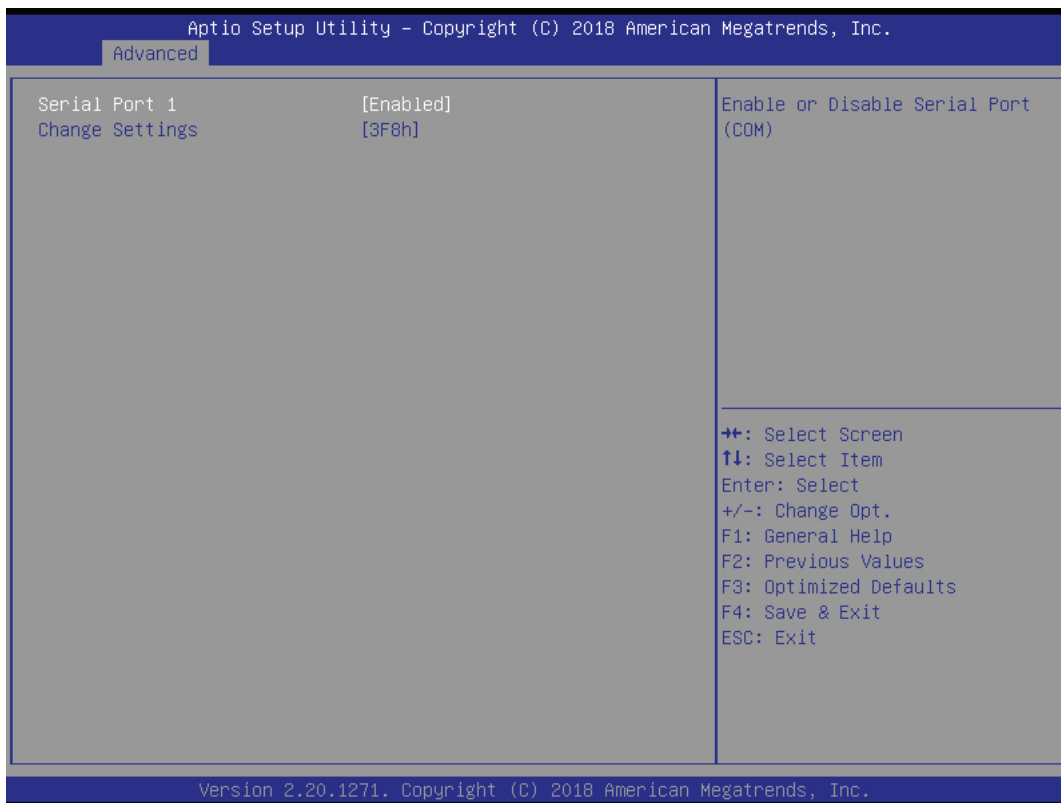 Aptio Setup Utility – Copyright (C) 2018 American Megatrends, Inc.
Advanced
Serial Port 1 [Enabled]
Change Settings [3F8h]
Enable or Disable Serial Port
(COM)
→←: Select Screen
↑↓: Select Item
Enter: Select
+/-: Change Opt.
F1: General Help
F2: Previous Values
F3: Optimized Defaults
F4: Save & Exit
ESC: Exit
Version 2.20.1271. Copyright (C) 2018 American Megatrends, Inc.